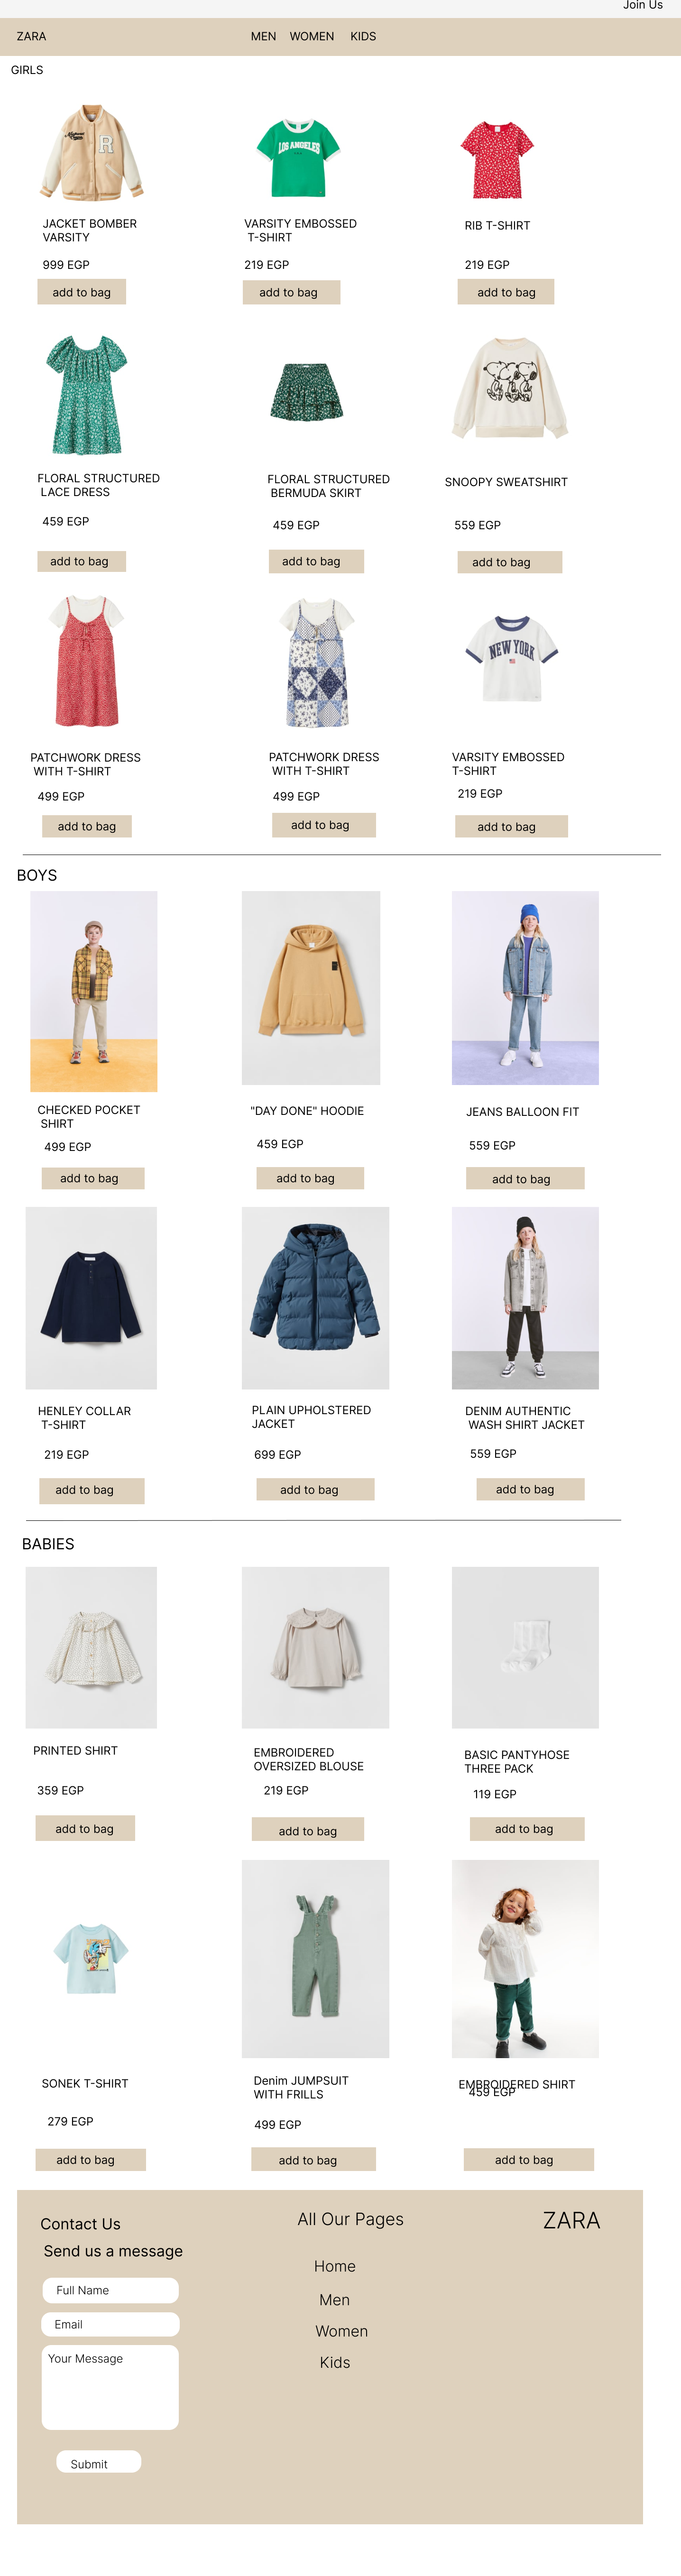 Join Us
ZARA
MEN WOMEN KIDS
GIRLS
R
LOS ANGELES
JACKET BOMBER
VARSITY
VARSITY EMBOSSED
T-SHIRT
RIB T-SHIRT
999 EGP
219 EGP
219 EGP
add to bag
add to bag
add to bag
FLORAL STRUCTURED
LACE DRESS
FLORAL STRUCTURED
BERMUDA SKIRT
SNOOPY SWEATSHIRT
459 EGP
459 EGP
559 EGP
add to bag
add to bag
add to bag
NEW YORK
PATCHWORK DRESS
WITH T-SHIRT
PATCHWORK DRESS
WITH T-SHIRT
VARSITY EMBOSSED
T-SHIRT
499 EGP
499 EGP
219 EGP
add to bag
add to bag
add to bag
BOYS
CHECKED POCKET
SHIRT
"DAY DONE" HOODIE
JEANS BALLOON FIT
499 EGP
459 EGP
559 EGP
add to bag
add to bag
add to bag
HENLEY COLLAR
T-SHIRT
PLAIN UPHOLSTERED
JACKET
DENIM AUTHENTIC
WASH SHIRT JACKET
219 EGP
699 EGP
559 EGP
add to bag
add to bag
add to bag
BABIES
PRINTED SHIRT
EMBROIDERED
OVERSIZED BLOUSE
BASIC PANTYHOSE
THREE PACK
359 EGP
219 EGP
119 EGP
add to bag
add to bag
add to bag
SONEK T-SHIRT
Denim JUMPSUIT
WITH FRILLS
EMBROIDERED SHIRT
459 EGP
279 EGP
499 EGP
add to bag
add to bag
add to bag
Contact Us
Send us a message
Full Name
Email
Your Message
Submit
All Our Pages
Home
Men
Women
Kids
ZARA